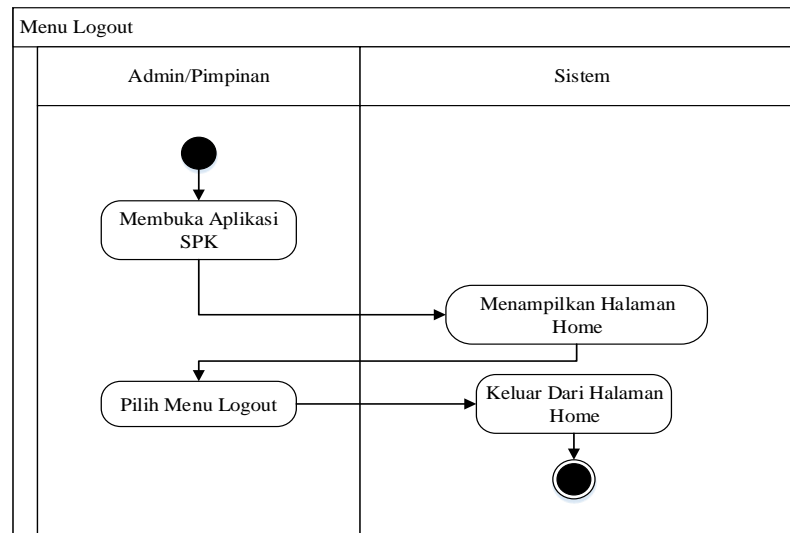 Menu Logout
Admin/Pimpinan
Sistem
Membuka Aplikasi
SPK
Menampilkan Halaman
Home
Pilih Menu Logout
Keluar Dari Halaman
Home